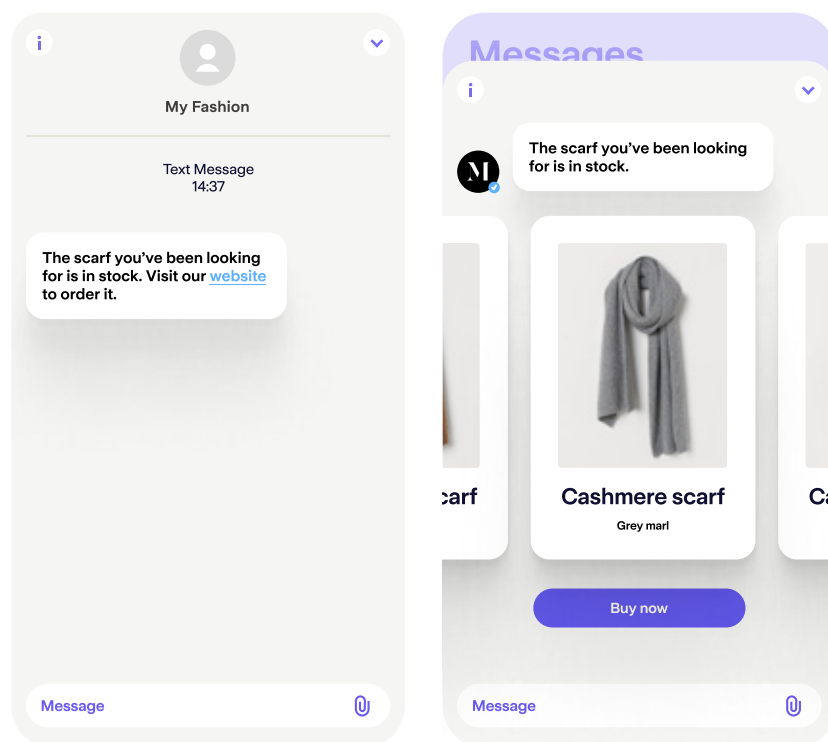 My Fashion
Text Message
14:37
The scarf you’ve been looking
for is in stock. Visit our website
to order it.
Message
Messages
M
The scarf you’ve been looking
for is in stock.
carf
Cashmere scarf
Grey marl
Ca
Buy now
Message